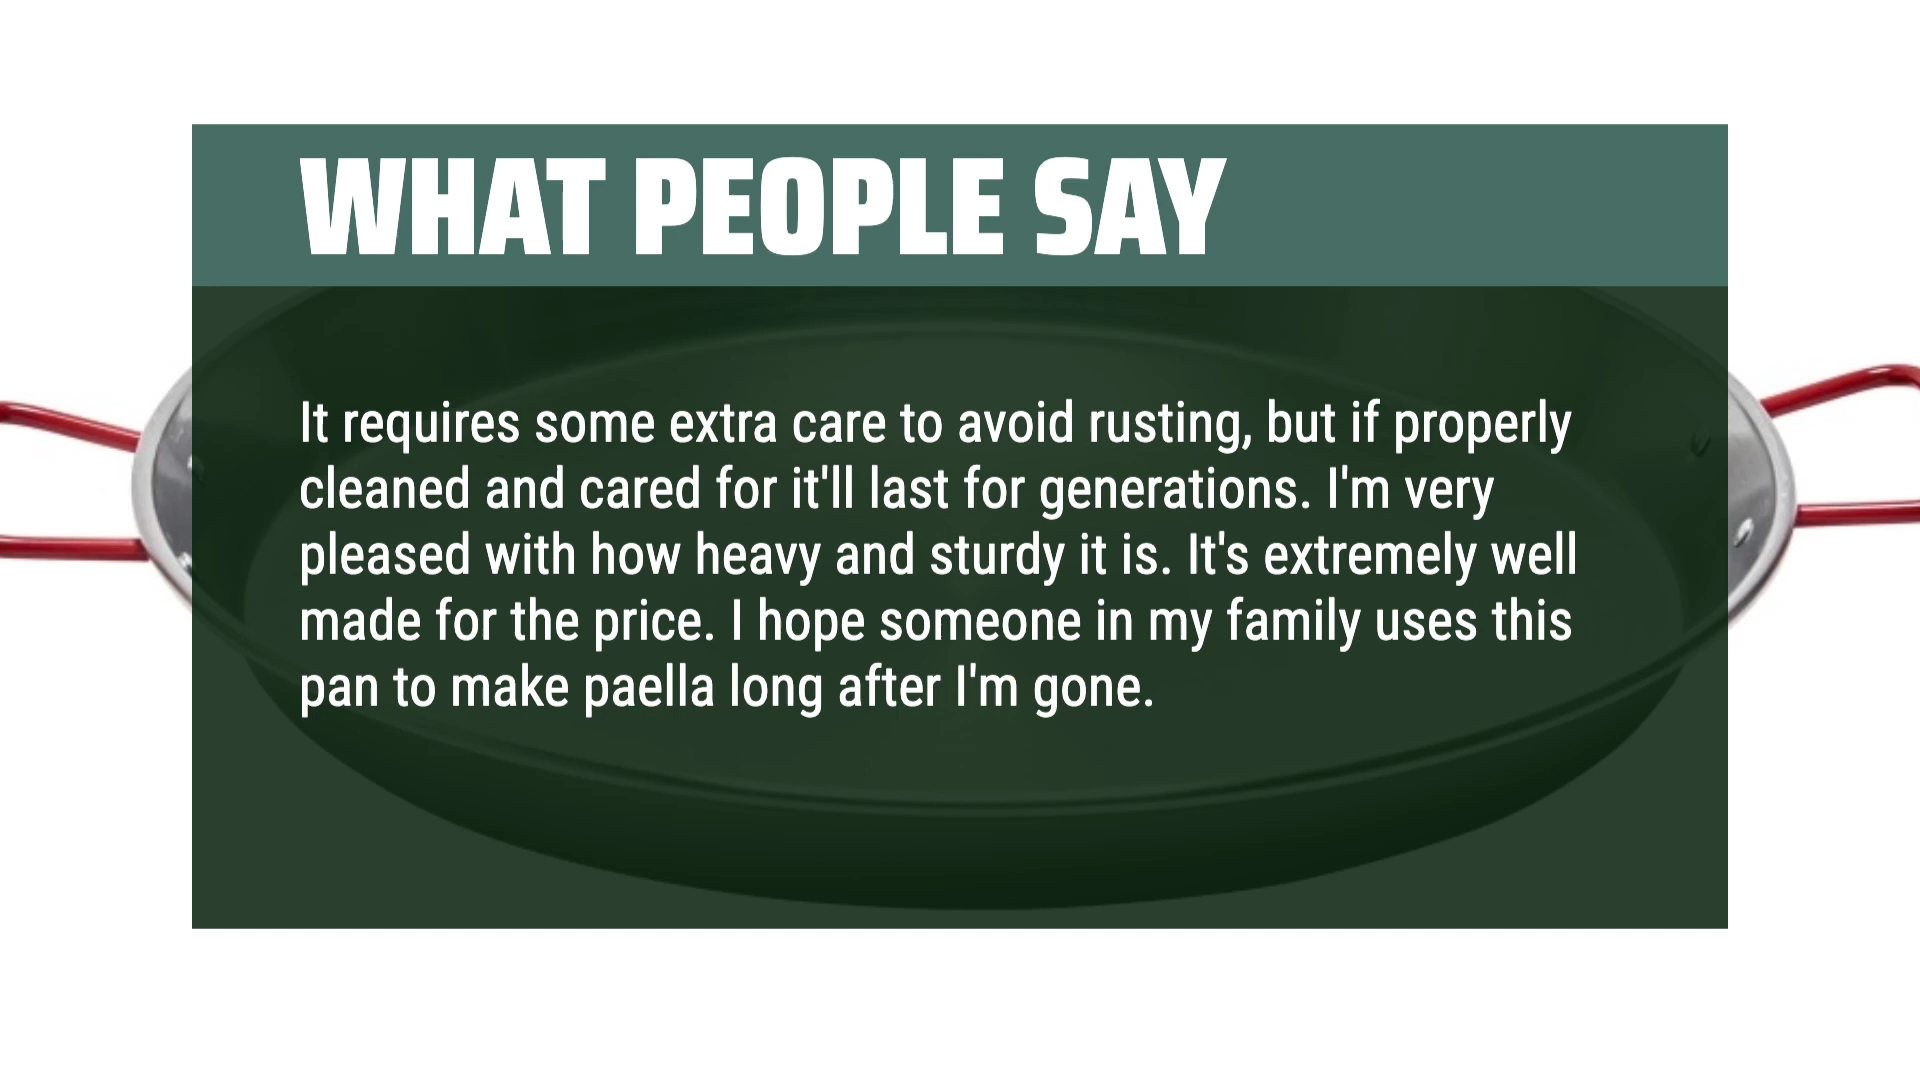 WHAT PEOPLE SAY
It requires some extra care to avoid rusting, but if properly
cleaned and cared for it'll last for generations. I'm very
pleased with how heavy and sturdy it is. It's extremely well
made for the price. I hope someone in my family uses this
pan to make paella long after I'm gone.